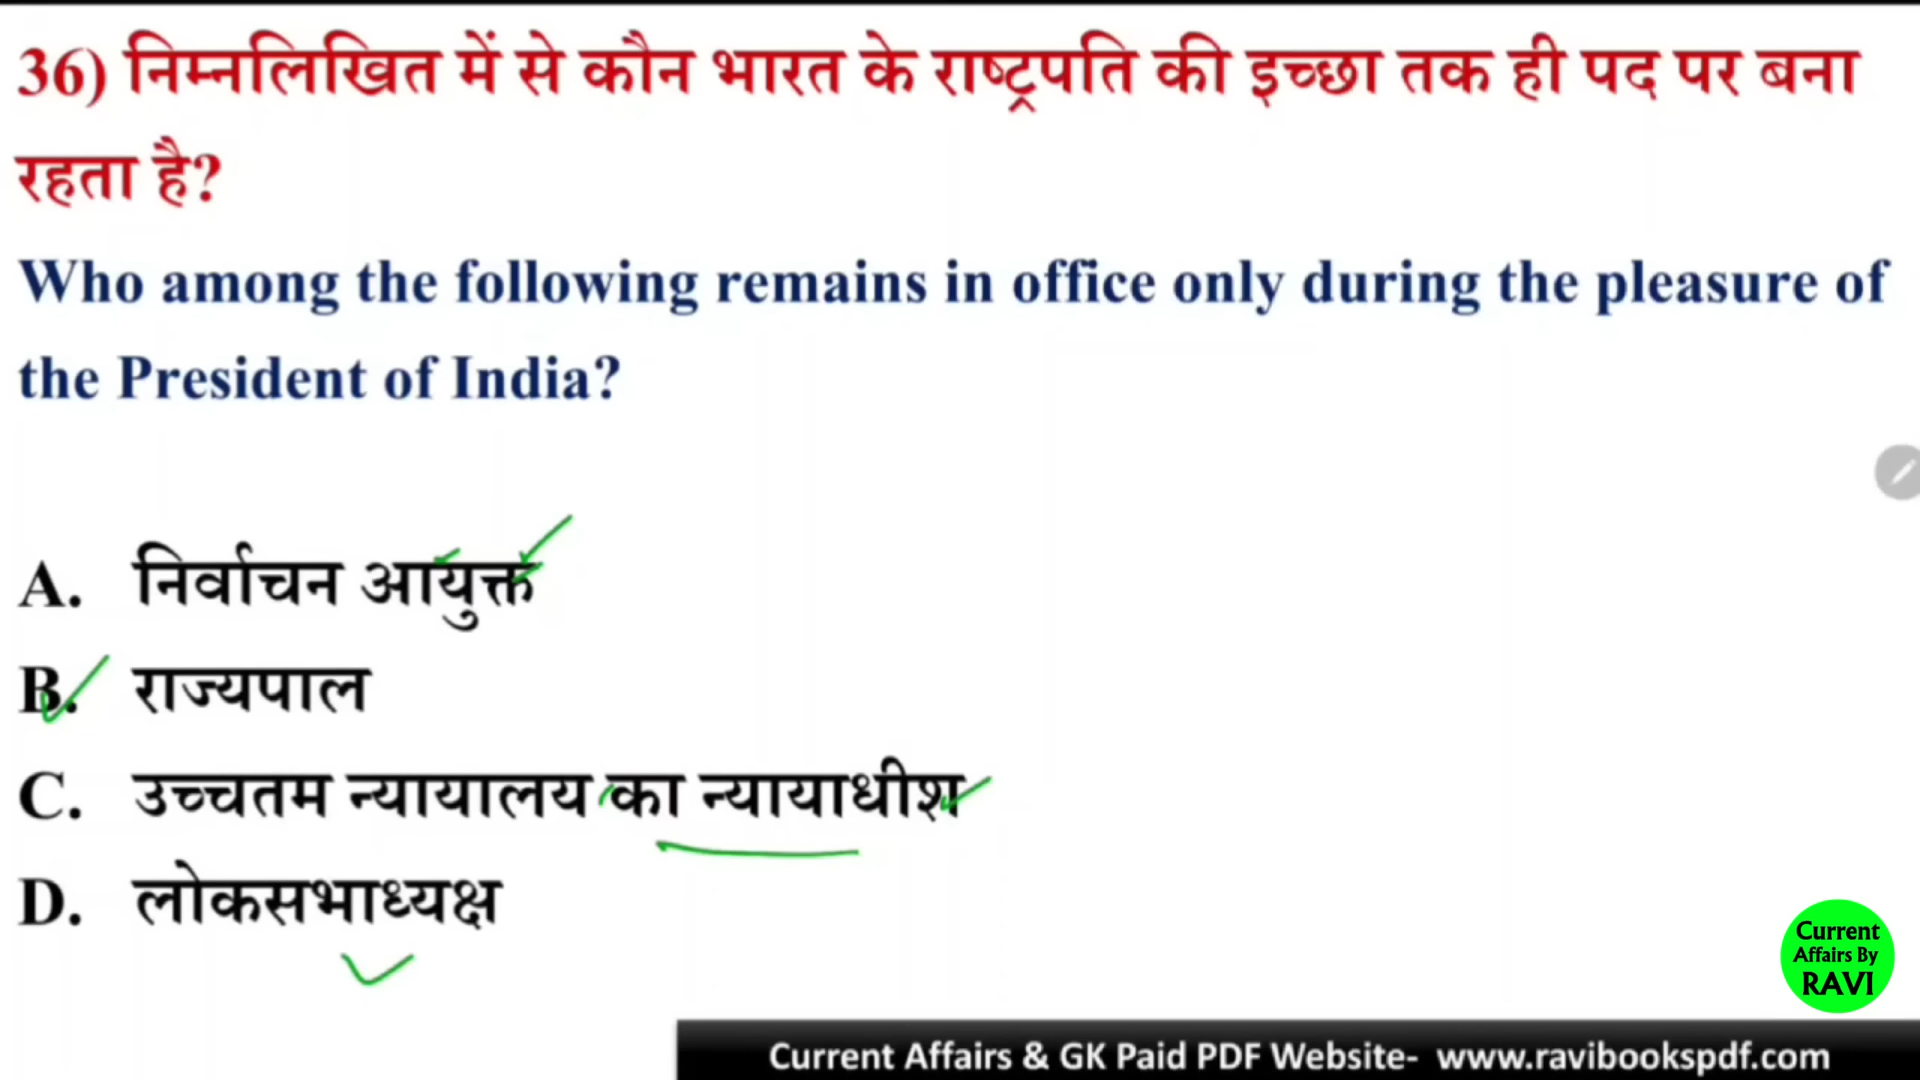 36) निम्नलिखित में से कौन भारत के राष्ट्रपति की इच्छा तक ही पद पर बना
रहता है?
Who among the following remains in office only during the pleasure of
the President of India?
A. निर्वाचन आयुक्त
B. राज्यपाल
C. उच्चतम न्यायालय का न्यायाधीश
D. लोकसभाध्यक्ष
Current
Affairs By
RAVI
Current Affairs & GK Paid PDF Website- www.ravibookspdf.com